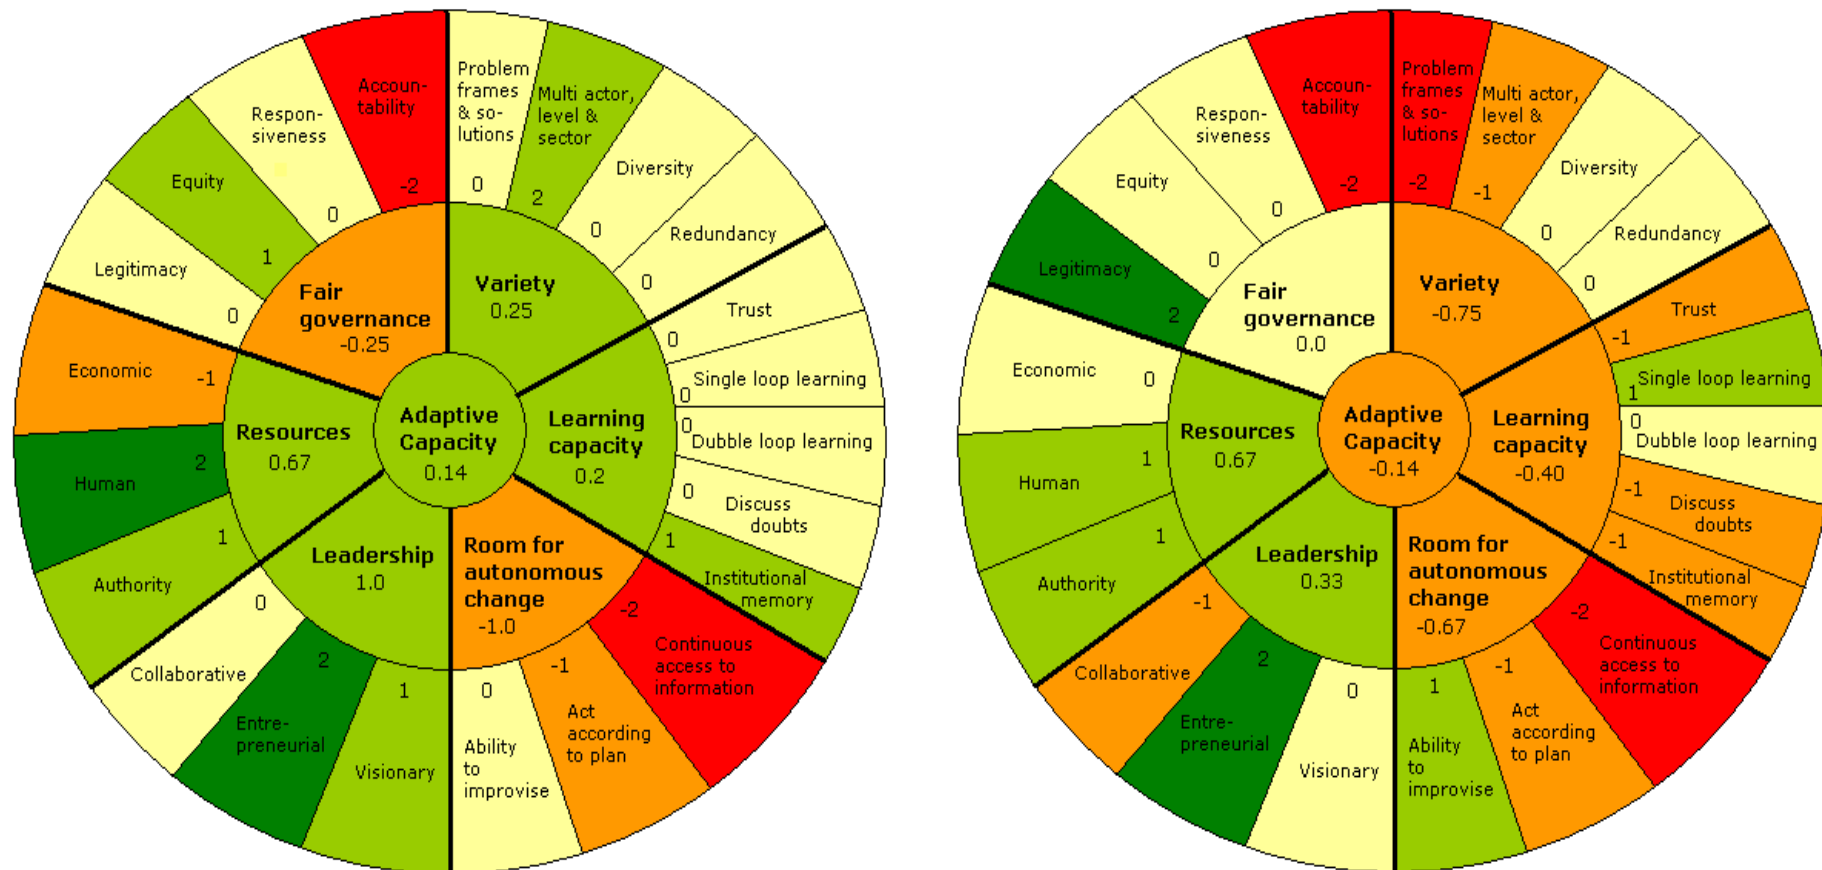 Problem
frames
& so-
lutions
0
Multi actor,
level &
sector
2
Diversity
0
Redundancy
0
Trust
0
Single loop learning
0
Dubble loop learning
0
Discuss
doubts
0
Institutional
memory
1
Continuous
access to
information
-2
Act
according
to plan
-1
Ability
to
improvise
0
Visionary
1
Entre-
preneurial
2
Collaborative
0
Authority
1
Human
2
Economic
-1
Legitimacy
0
Equity
1
Respon-
siveness
0
Accoun-
tability
-2
Variety
0.25
Learning
capacity
0.2
Room for
autonomous
change
-1.0
Leadership
1.0
Resources
0.67
Fair
governance
-0.25
Adaptive
Capacity
0.14
Problem
frames
& so-
lutions
-2
Multi actor,
level &
sector
-1
Diversity
0
Redundancy
0
Trust
-1
Single loop learning
1
Dubble loop learning
0
Discuss
doubts
-1
Institutional
memory
-1
Continuous
access to
information
-2
Act
according
to plan
-1
Ability
to
improvise
1
Visionary
0
Entre-
preneurial
2
Collaborative
-1
Authority
1
Human
1
Economic
0
Legitimacy
2
Equity
0
Respon-
siveness
0
Accoun-
tability
-2
Variety
-0.75
Learning
capacity
-0.40
Room for
autonomous
change
-0.67
Leadership
0.33
Resources
0.67
Fair
governance
0.0
Adaptive
Capacity
-0.14